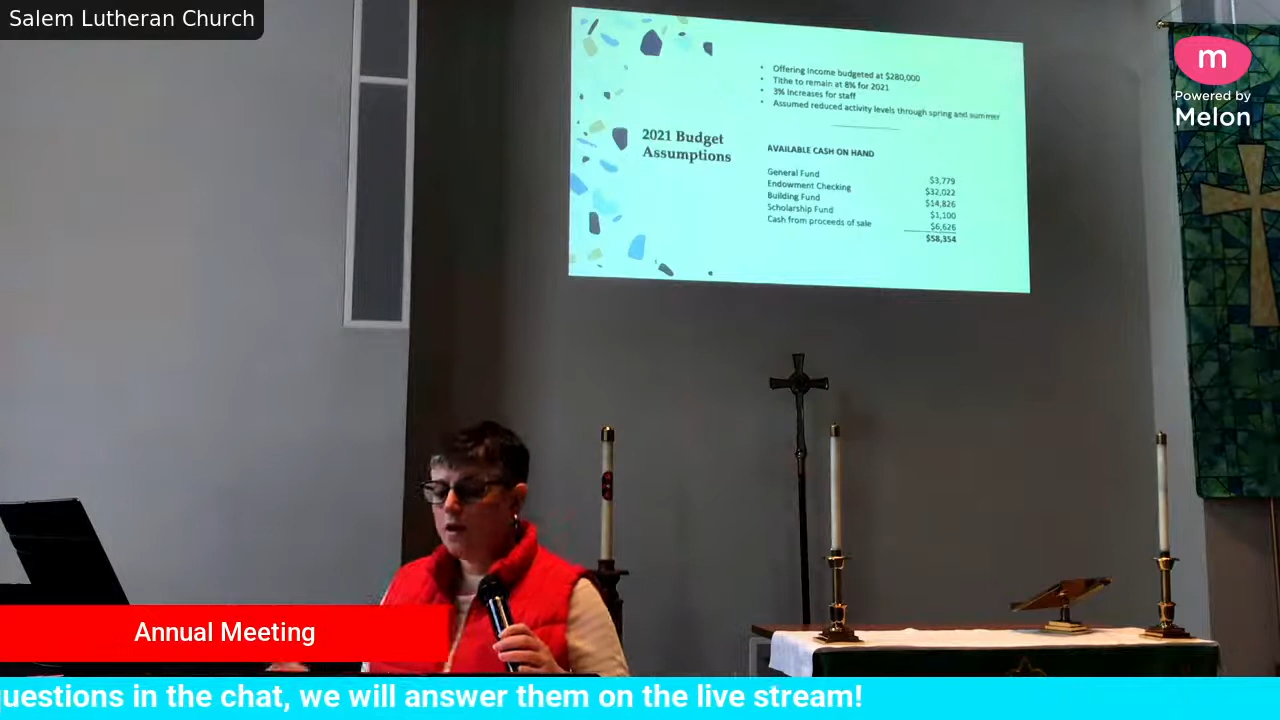 Salem Lutheran Church
m
Powered by
Melon
• Offering Income budgeted at $280,000
• Tithe to remain at 8% for 2021
• 3% Increases for staff
• Assumed reduced activity levels through spring and summer
2021 Budget
Assumptions
AVAILABLE CASH ON HAND
General Fund $3,779
Endowment Checking $32,022
Building Fund $14,826
Scholarship Fund $1,100
Cash from proceeds of sale $6,626
$58,354
Annual Meeting
questions in the chat, we will answer them on the live stream!